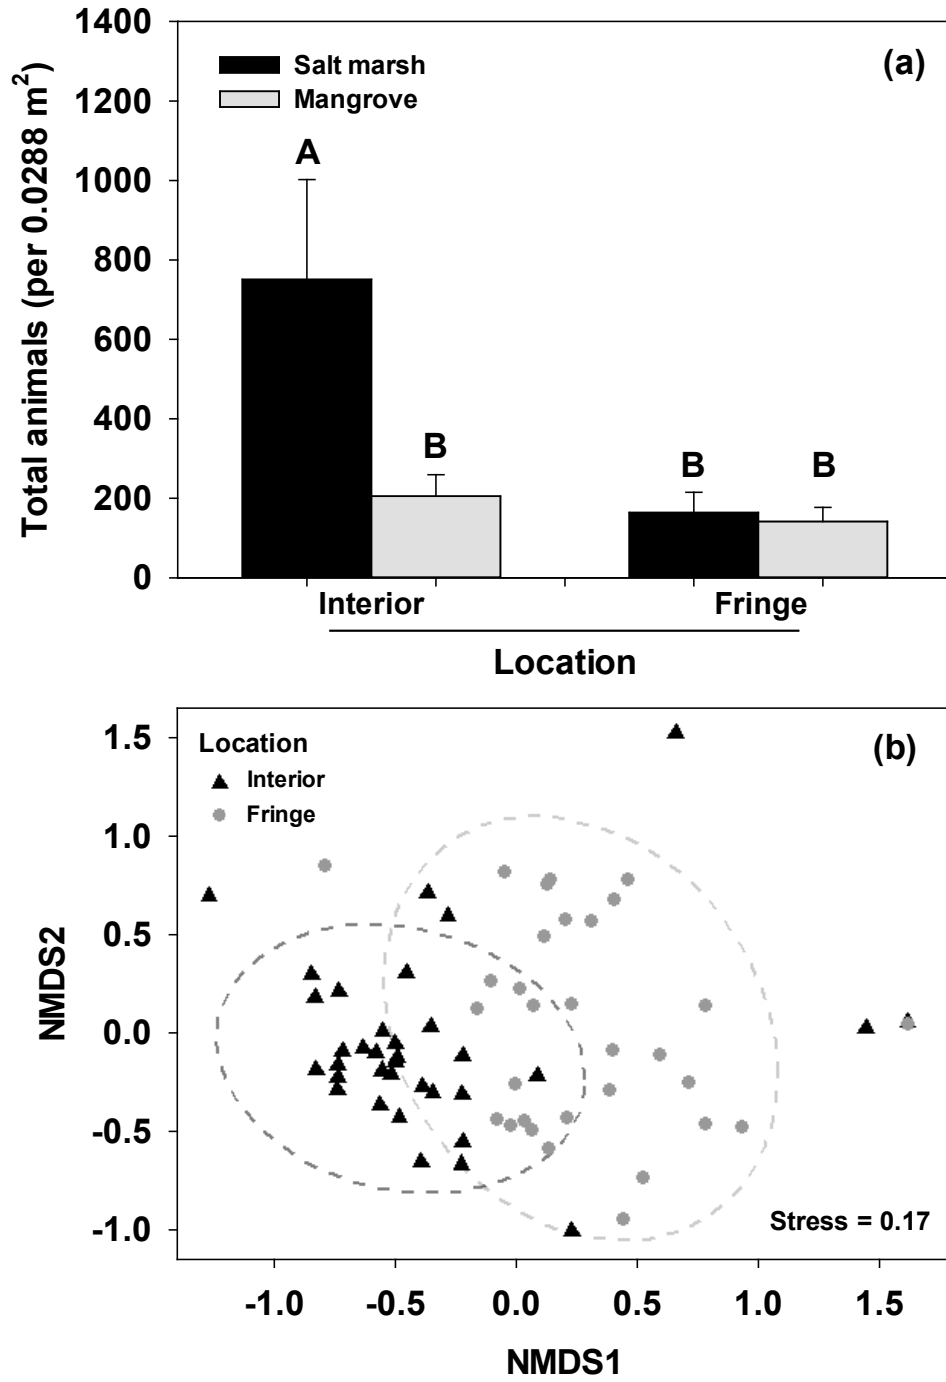 1400
(a)
Salt marsh
Mangrove
1200
A
1000
800
600
400
B
B
B
200
0
Total animals (per 0.0288 m²)
Interior
Fringe
Location
1.5
Location
(b)
Interior
Fringe
1.0
0.5
0.0
-0.5
-1.0
NMDS2
Stress = 0.17
-1.0 -0.5 0.0 0.5 1.0 1.5
NMDS1